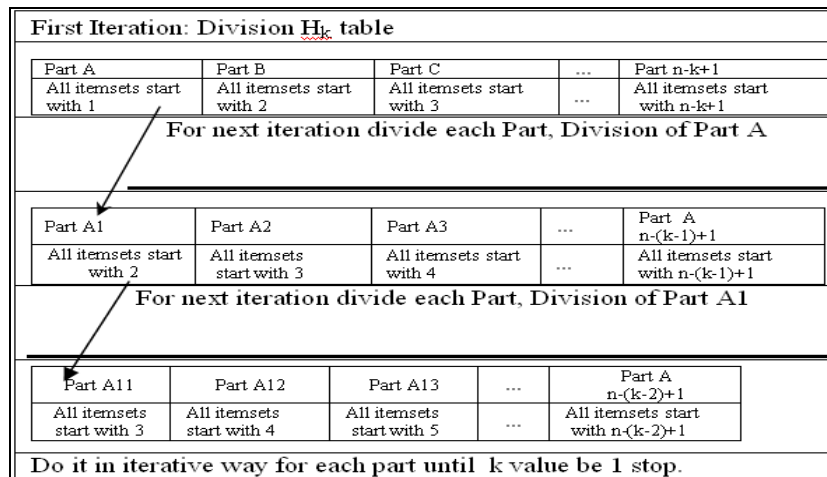 First Iteration: Division Hk table
Part A Part B Part C ... Part n-k+1
All itemsets start with 1 All itemsets start with 2 All itemsets start with 3 ... All itemsets start with n-k+1
For next iteration divide each Part, Division of Part A
Part A1 Part A2 Part A3 ... Part A n-(k-1)+1
All itemsets start with 2 All itemsets start with 3 All itemsets start with 4 ... All itemsets start with n-(k-1)+1
For next iteration divide each Part, Division of Part A1
Part A11 Part A12 Part A13 ... Part A n-(k-2)+1
All itemsets start with 3 All itemsets start with 4 All itemsets start with 5 ... All itemsets start with n-(k-2)+1
Do it in iterative way for each part until k value be 1 stop.